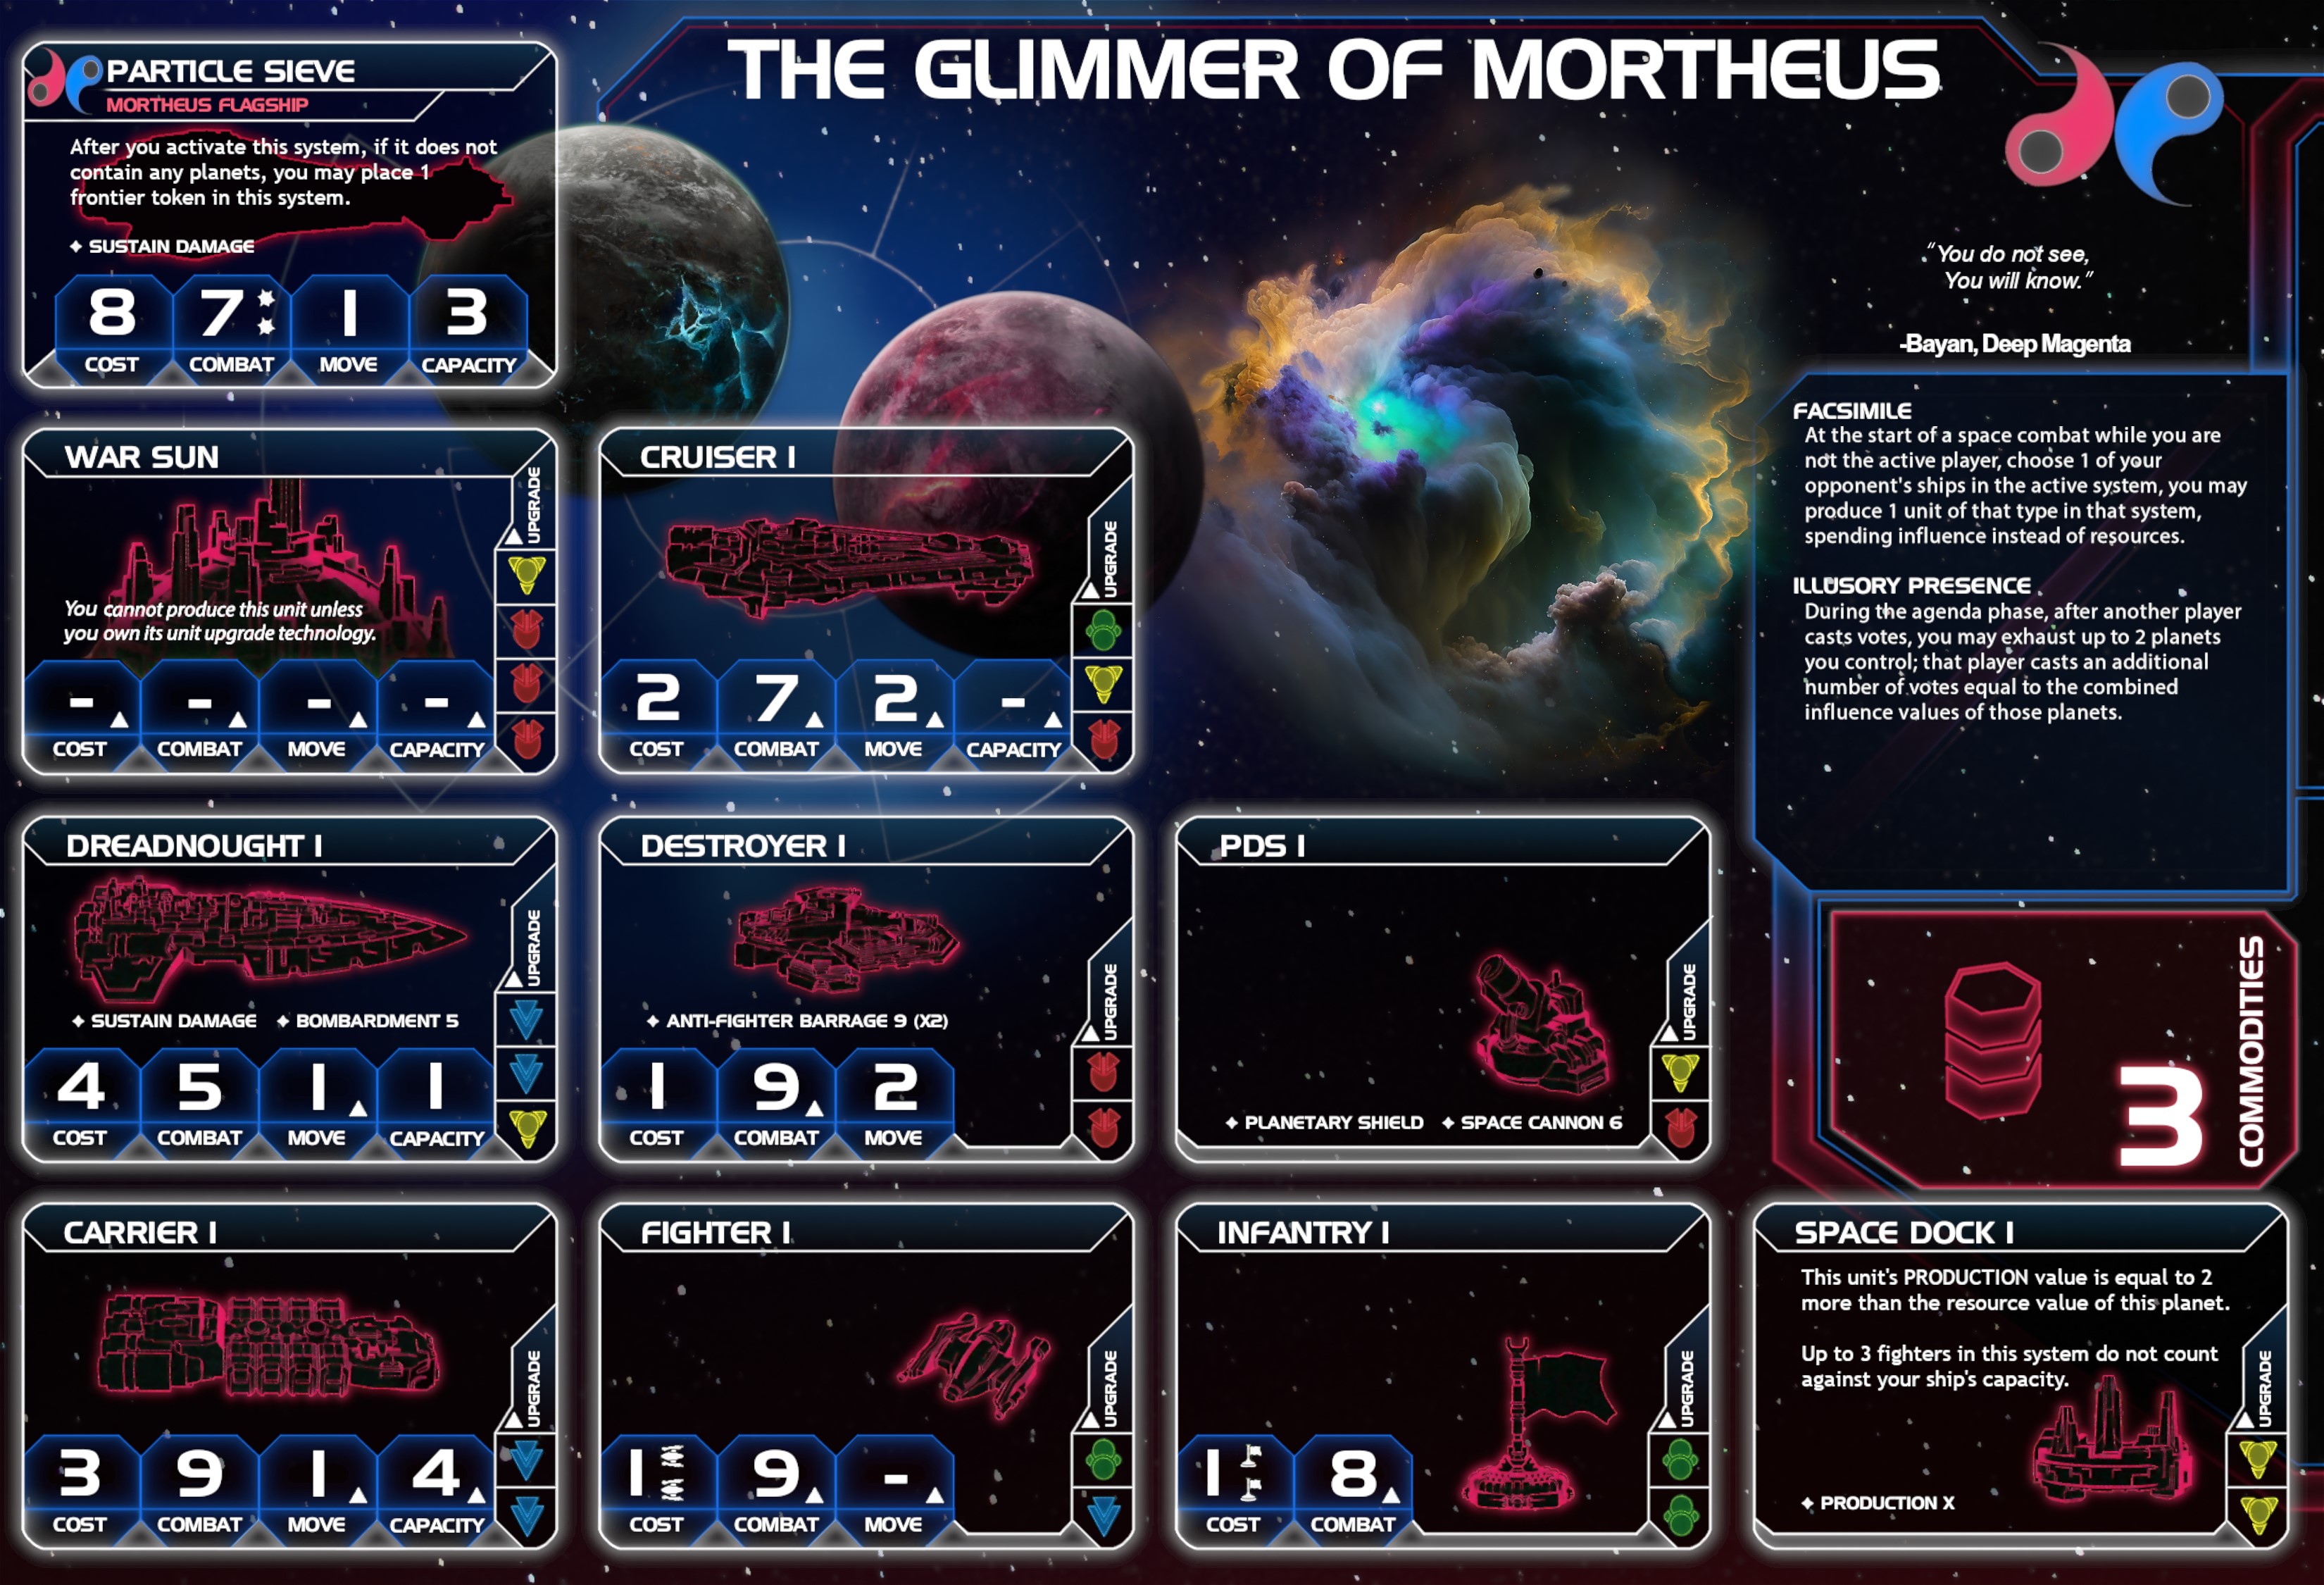 THE GLIMMER OF MORTHEUS
PARTICLE SIEVE
MORTHEUS FLAGSHIP
After you activate this system, if it does not
contain any planets, you may place 1
frontier token in this system.
SUSTAIN DAMAGE
8 7 1 3
COST COMBAT MOVE CAPACITY
"You do not see,
You will know."
-Bayan, Deep Magenta
FACSIMILE
At the start of a space combat while you are
not the active player, choose 1 of your
opponent's ships in the active system, you may
produce 1 unit of that type in that system,
spending influence instead of resources.
ILLUSORY PRESENCE
During the agenda phase, after another player
casts votes, you may exhaust up to 2 planets
you control; that player casts an additional
number of votes equal to the combined
influence values of those planets.
WAR SUN
UPGRADE
You cannot produce this unit unless
you own its unit upgrade technology.
- - - -
COST COMBAT MOVE CAPACITY
CRUISER I
UPGRADE
2 7 2 -
COST COMBAT MOVE CAPACITY
DREADNOUGHT I
UPGRADE
SUSTAIN DAMAGE BOMBARDMENT 5
4 5 1 1
COST COMBAT MOVE CAPACITY
DESTROYER I
UPGRADE
ANTI-FIGHTER BARRAGE 9 (X2)
1 9 2
COST COMBAT MOVE
PDS I
UPGRADE
PLANETARY SHIELD SPACE CANNON 6
3
COMMODITIES
CARRIER I
UPGRADE
3 9 1 4
COST COMBAT MOVE CAPACITY
FIGHTER I
UPGRADE
1 9 -
COST COMBAT MOVE
INFANTRY I
UPGRADE
1 8
COST COMBAT
SPACE DOCK I
This unit's PRODUCTION value is equal to 2
more than the resource value of this planet.
Up to 3 fighters in this system do not count
against your ship's capacity.
UPGRADE
PRODUCTION X